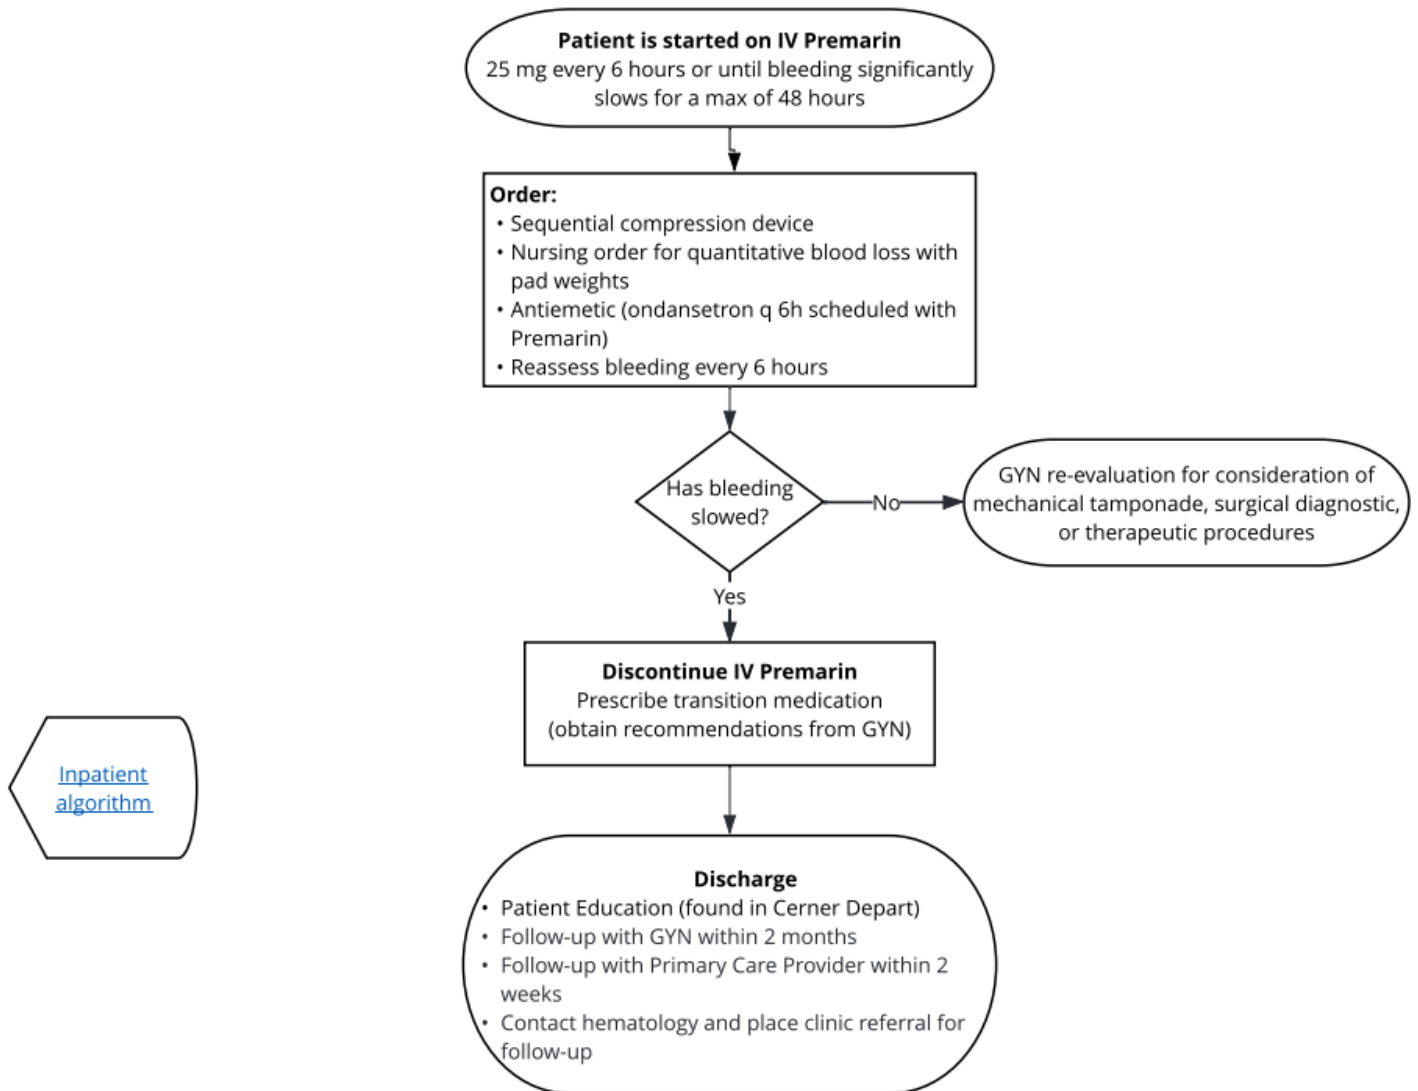 Patient is started on IV Premarin
25 mg every 6 hours or until bleeding significantly
slows for a max of 48 hours
Order:
• Sequential compression device
• Nursing order for quantitative blood loss with
pad weights
• Antiemetic (ondansetron q 6h scheduled with
Premarin)
• Reassess bleeding every 6 hours
Has bleeding
slowed?
No
GYN re-evaluation for consideration of
mechanical tamponade, surgical diagnostic,
or therapeutic procedures
Yes
Discontinue IV Premarin
Prescribe transition medication
(obtain recommendations from GYN)
Inpatient
algorithm
Discharge
• Patient Education (found in Cerner Depart)
• Follow-up with GYN within 2 months
• Follow-up with Primary Care Provider within 2
weeks
• Contact hematology and place clinic referral for
follow-up